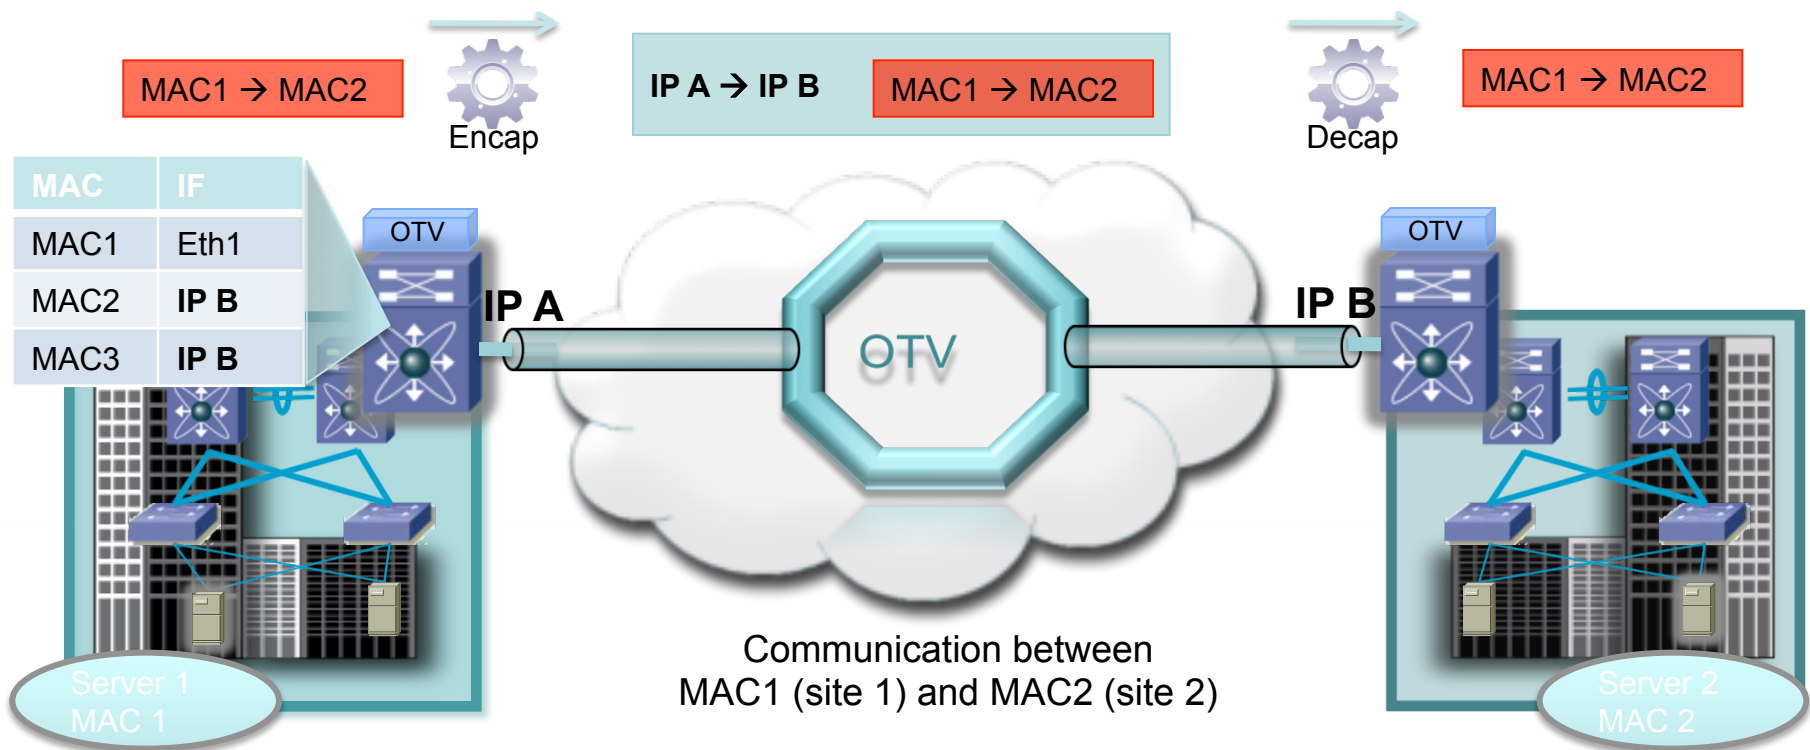 MAC1 → MAC2
Encap
IP A → IP B
MAC1 → MAC2
Decap
MAC1 → MAC2
MAC IF
MAC1 Eth1
MAC2 IP B
MAC3 IP B
OTV
IP A
OTV
IP B
OTV
Communication between
MAC1 (site 1) and MAC2 (site 2)
Server 1
MAC 1
Server 2
MAC 2